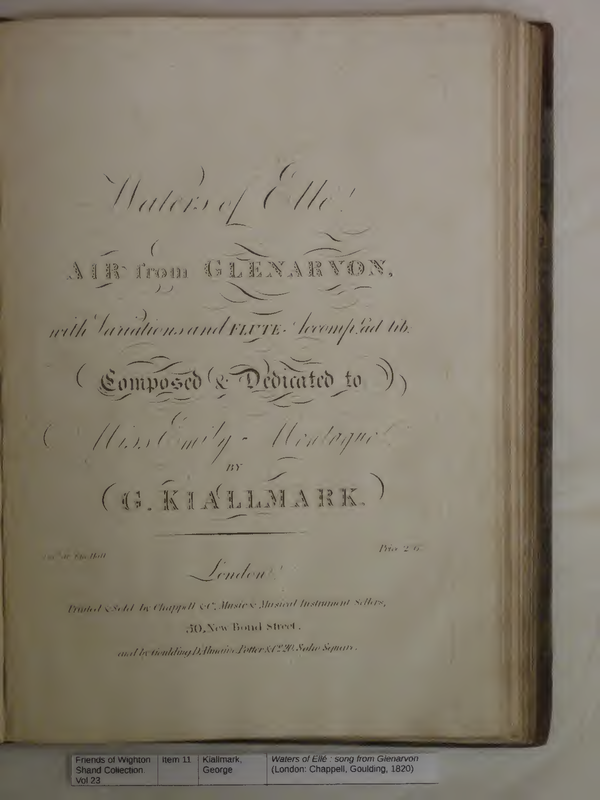 Waters of Ellé!
AIR from GLENARVON,
with Variations and FLUTE Accomp.t ad lib.
Composed & Dedicated to
Miss Emily Montague
BY
G. KIALLMARK.
Price 2/6
London
Printed & Sold by Chappell & Co. Music & Musical Instrument Sellers,
50, New Bond Street.
and by Goulding, D'Almaine, Potter & Co. 20, Soho Square.
Friends of Wighton Shand Collection Vol 23
Item 11
Kiallmark, George
Waters of Ellé : song from Glenarvon
(London: Chappell, Goulding, 1820)